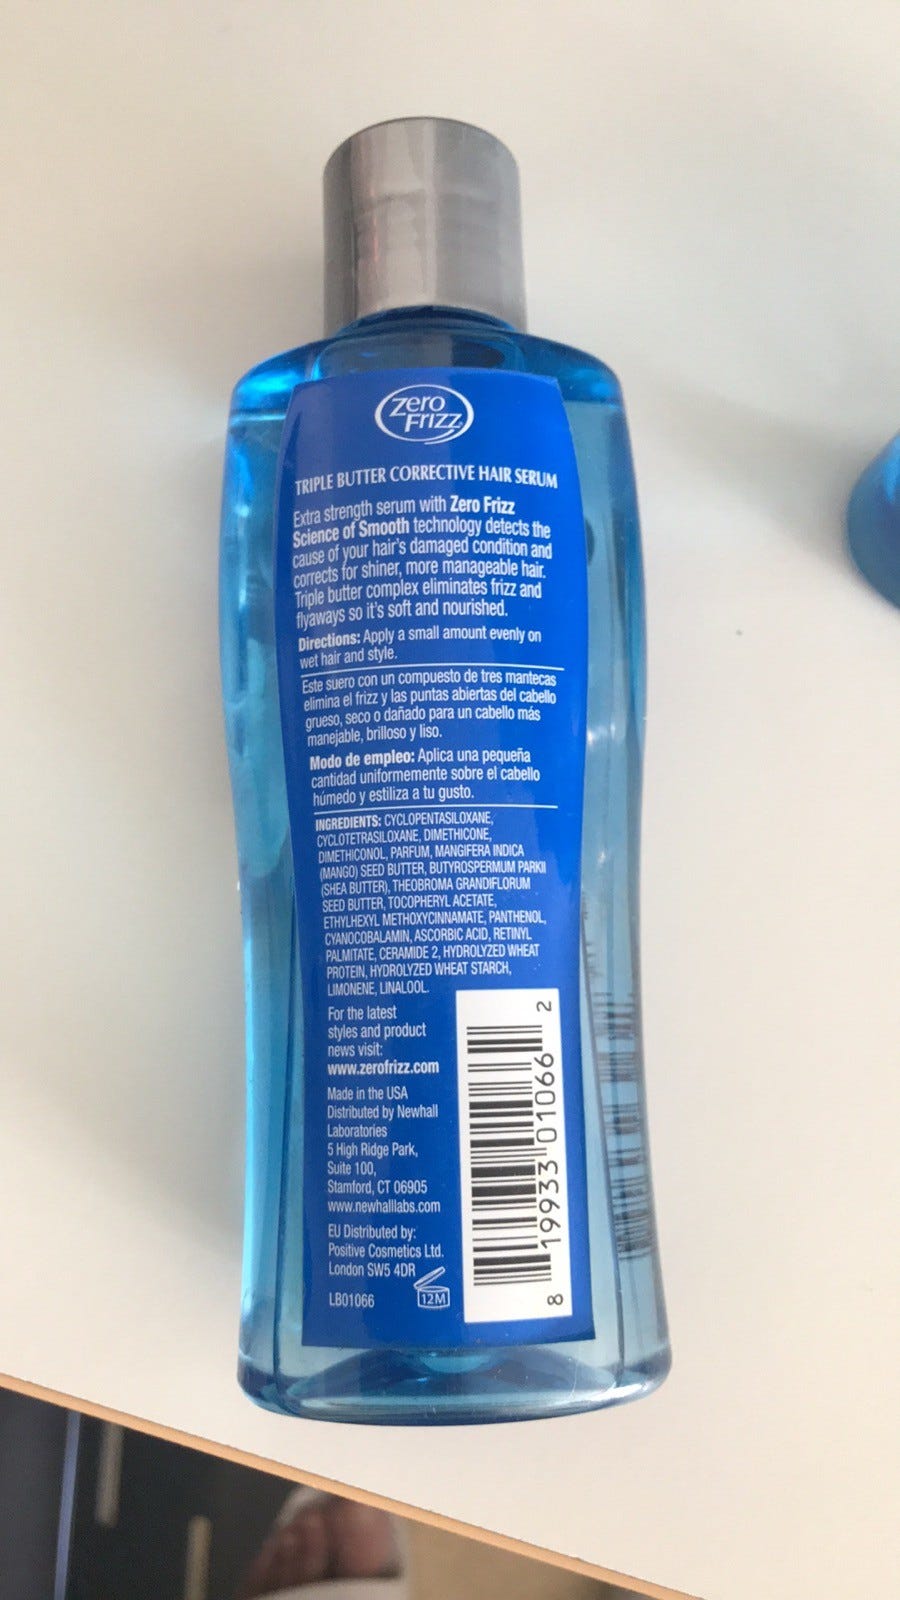 Zero
Frizz
TRIPLE BUTTER CORRECTIVE HAIR SERUM
Extra strength serum with Zero Frizz
Science of Smooth technology detects the
cause of your hair's damaged condition and
corrects for shiner, more manageable hair.
Triple butter complex eliminates frizz and
flyaways so it's soft and nourished.
Directions: Apply a small amount evenly on
wet hair and style.
Este suero con un compuesto de tres mantecas
elimina el frizz y las puntas abiertas del cabello
grueso, seco o dañado para un cabello más
manejable, brilloso y liso.
Modo de empleo: Aplica una pequeña
cantidad uniformemente sobre el cabello
húmedo y estiliza a tu gusto.
INGREDIENTS: CYCLOPENTASILOXANE,
CYCLOTETRASILOXANE, DIMETHICONE,
DIMETHICONOL, PARFUM, MANGIFERA INDICA
(MANGO) SEED BUTTER, BUTYROSPERMUM PARKII
(SHEA BUTTER), THEOBROMA GRANDIFLORUM
SEED BUTTER, TOCOPHERYL ACETATE,
ETHYLHEXYL METHOXYCINNAMATE, PANTHENOL,
CYANOCOBALAMIN, ASCORBIC ACID, RETINYL
PALMITATE, CERAMIDE 2, HYDROLYZED WHEAT
PROTEIN, HYDROLYZED WHEAT STARCH,
LIMONENE, LINALOOL.
For the latest
styles and product
news visit:
www.zerofrizz.com
Made in the USA
Distributed by Newhall
Laboratories
5 High Ridge Park,
Suite 100,
Stamford, CT 06905
www.newhalllabs.com
EU Distributed by:
Positive Cosmetics Ltd.
London SW5 4DR
LB01066
12M
8 19933 01066 2